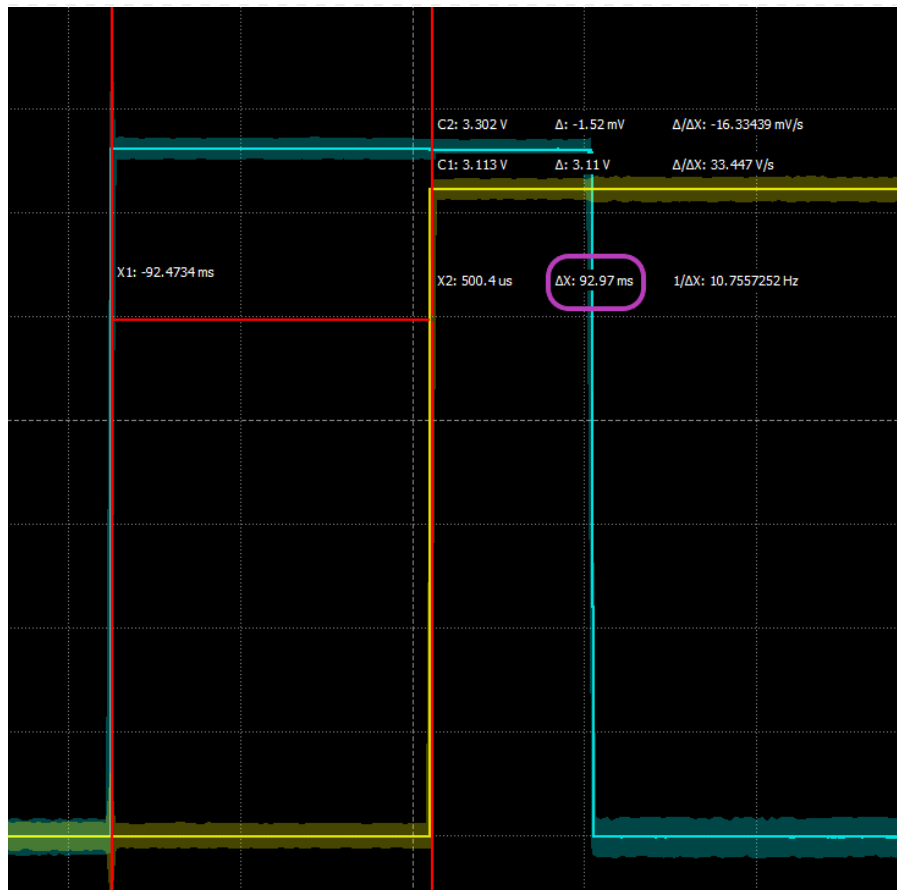 C2: 3.302 V Δ: -1.52 mV Δ/ΔX: -16.33439 mV/s
C1: 3.113 V Δ: 3.11 V Δ/ΔX: 33.447 V/s
X1: -92.4734 ms
X2: 500.4 us ΔX: 92.97 ms 1/ΔX: 10.7557252 Hz